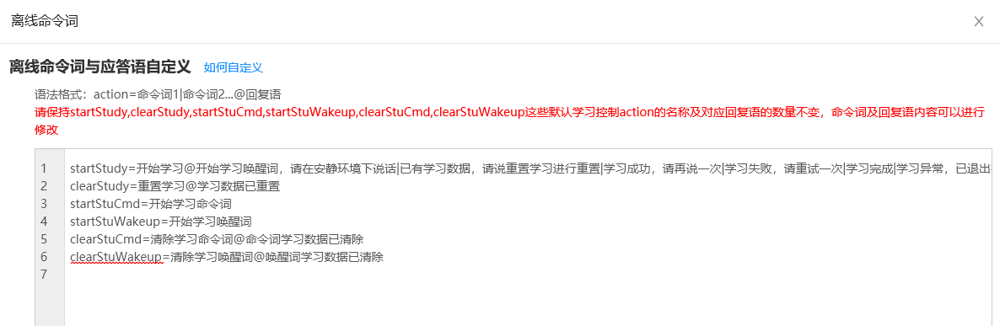 离线命令词
离线命令词与应答语自定义 如何自定义
语法格式：action=命令词1|命令词2...@回复语
请保持startStudy,clearStudy,startStuCmd,startStuWakeup,clearStuCmd,clearStuWakeup这些默认学习控制action的名称及对应回复语的数量不变，命令词及回复语内容可以进行
修改
1 startStudy=开始学习@开始学习唤醒词，请在安静环境下说话|已有学习数据，请说重置学习进行重置|学习成功，请再说一次|学习失败，请重试一次|学习完成|学习异常，已退出
2 clearStudy=重置学习@学习数据已重置
3 startStuCmd=开始学习命令词
4 startStuWakeup=开始学习唤醒词
5 clearStuCmd=清除学习命令词@命令词学习数据已清除
6 clearStuWakeup=清除学习唤醒词@唤醒词学习数据已清除
7